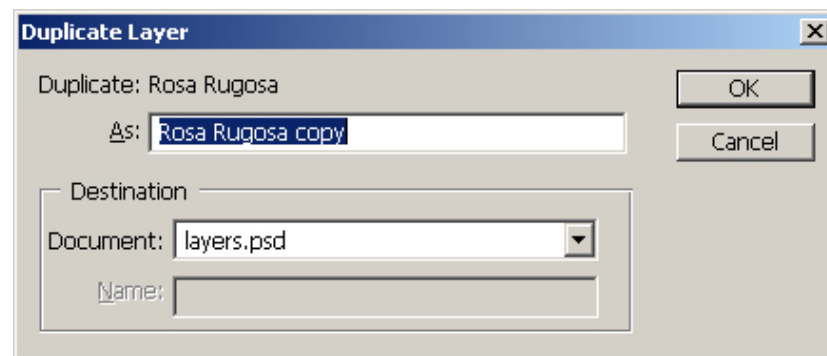 Duplicate Layer
Duplicate: Rosa Rugosa
OK
As: Rosa Rugosa copy
Cancel
Destination
Document: layers.psd
Name: